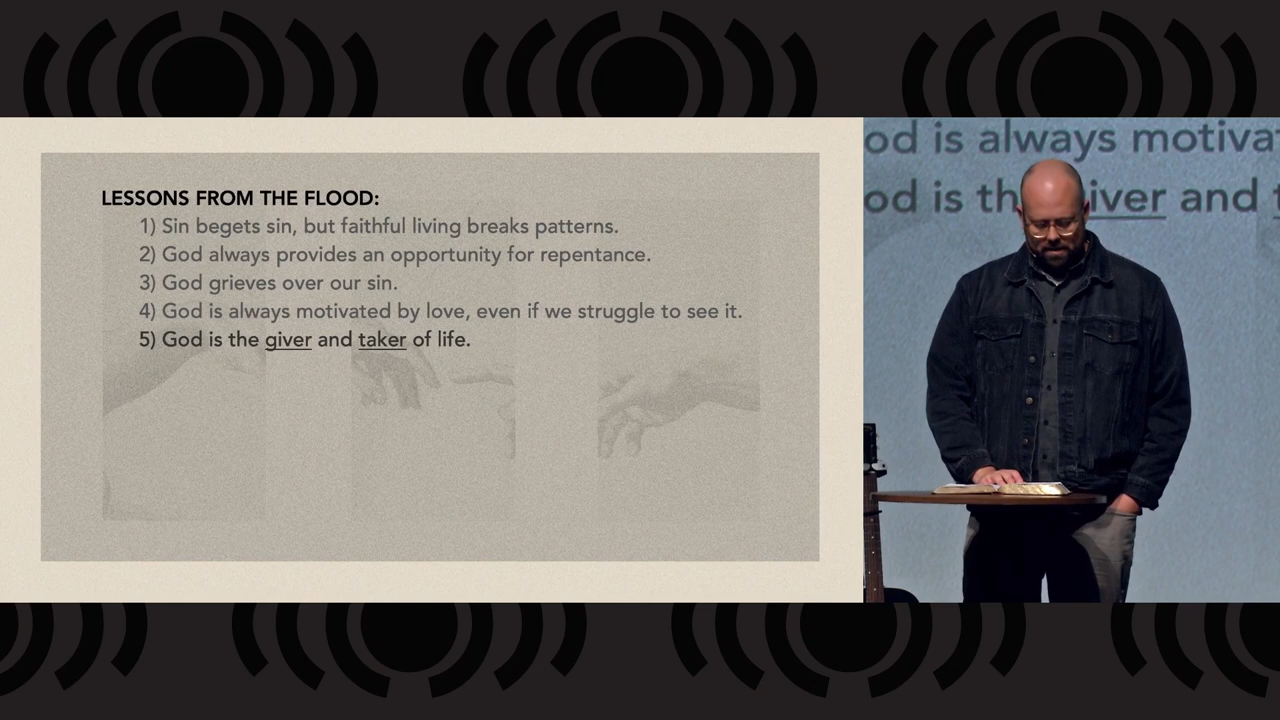 LESSONS FROM THE FLOOD:
1) Sin begets sin, but faithful living breaks patterns.
2) God always provides an opportunity for repentance.
3) God grieves over our sin.
4) God is always motivated by love, even if we struggle to see it.
5) God is the giver and taker of life.
od is always motiva
od is th iver and t